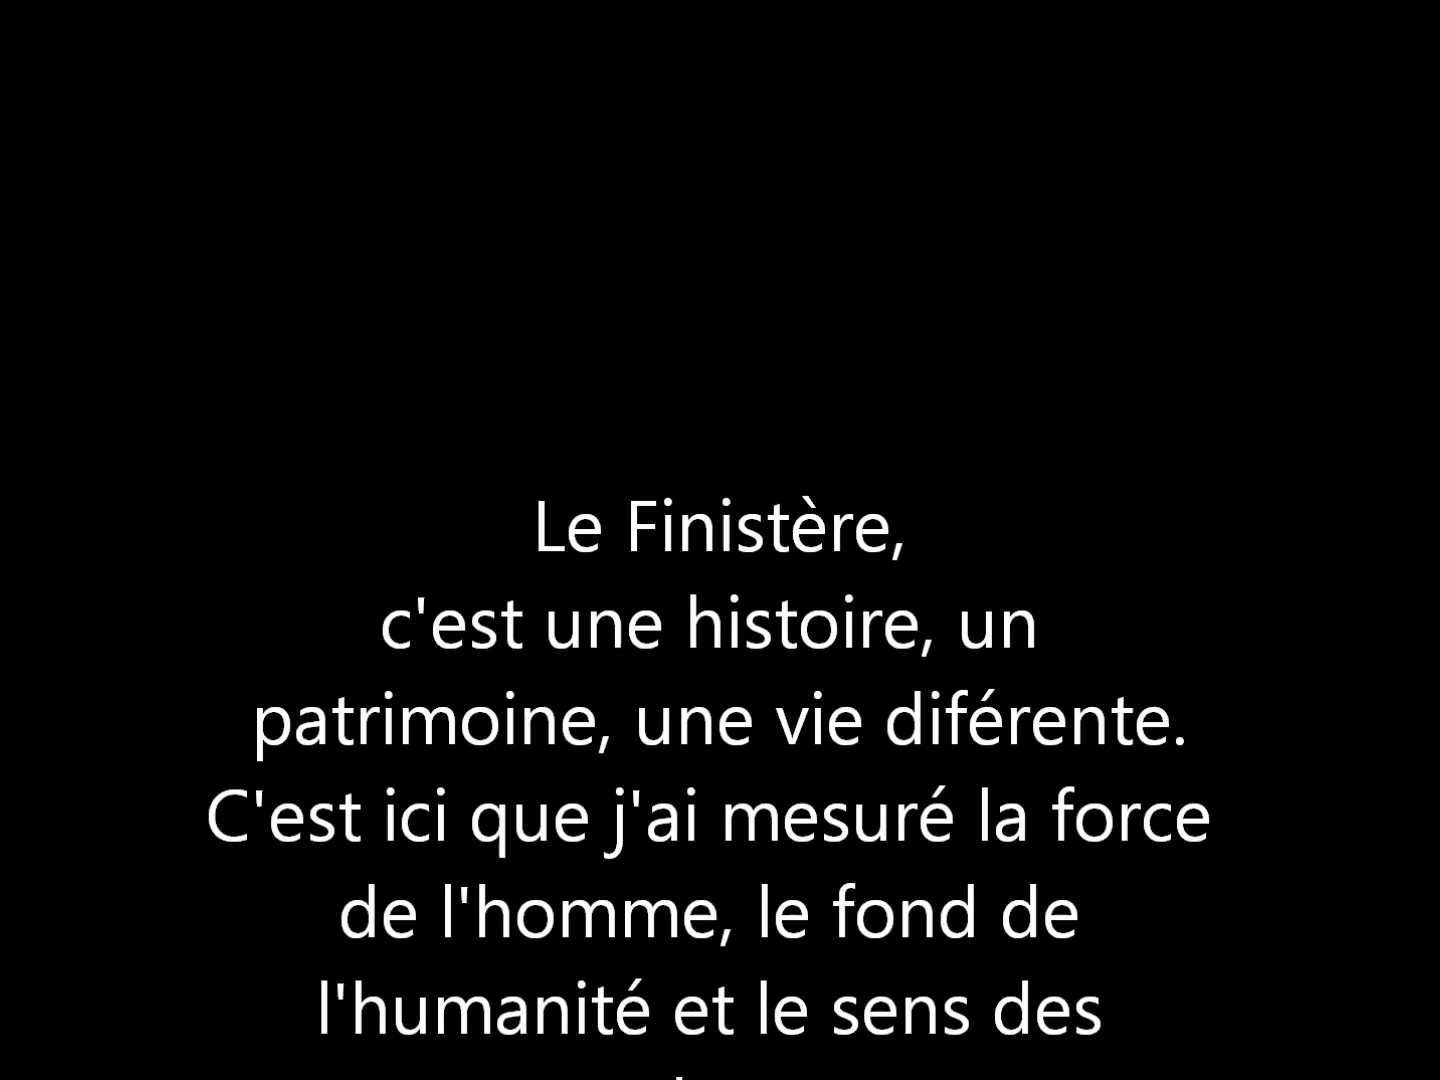 Le Finistère,
c'est une histoire, un
patrimoine, une vie diférente.
C'est ici que j'ai mesuré la force
de l'homme, le fond de
l'humanité et le sens des